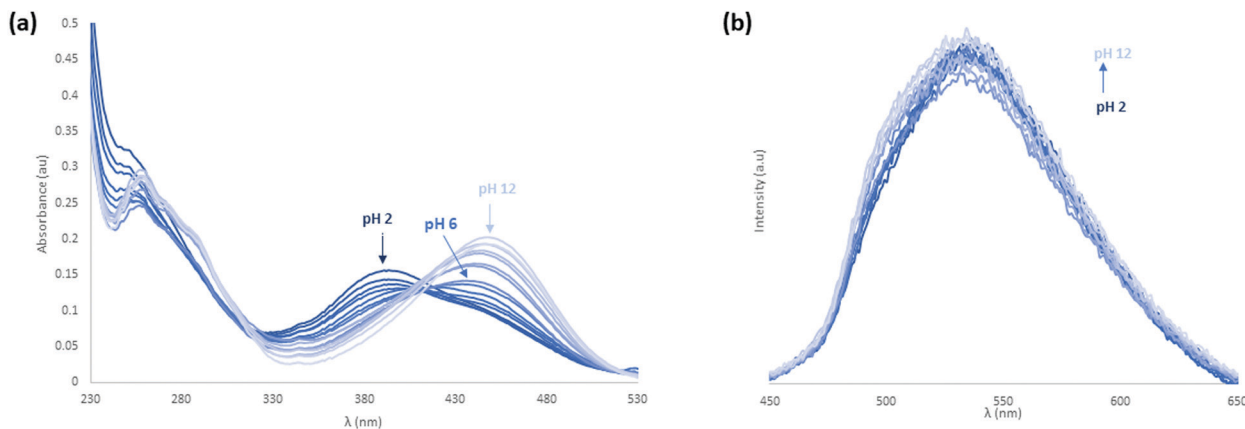 (a)
0.5
0.45
0.4
0.35
0.3
0.25
0.2
0.15
0.1
0.05
0
Absorbance (au)
pH 2
pH 6
pH 12
230
280
330
380
430
480
530
λ (nm)
(b)
pH 12
pH 2
Intensity (a.u)
450
500
550
600
650
λ (nm)